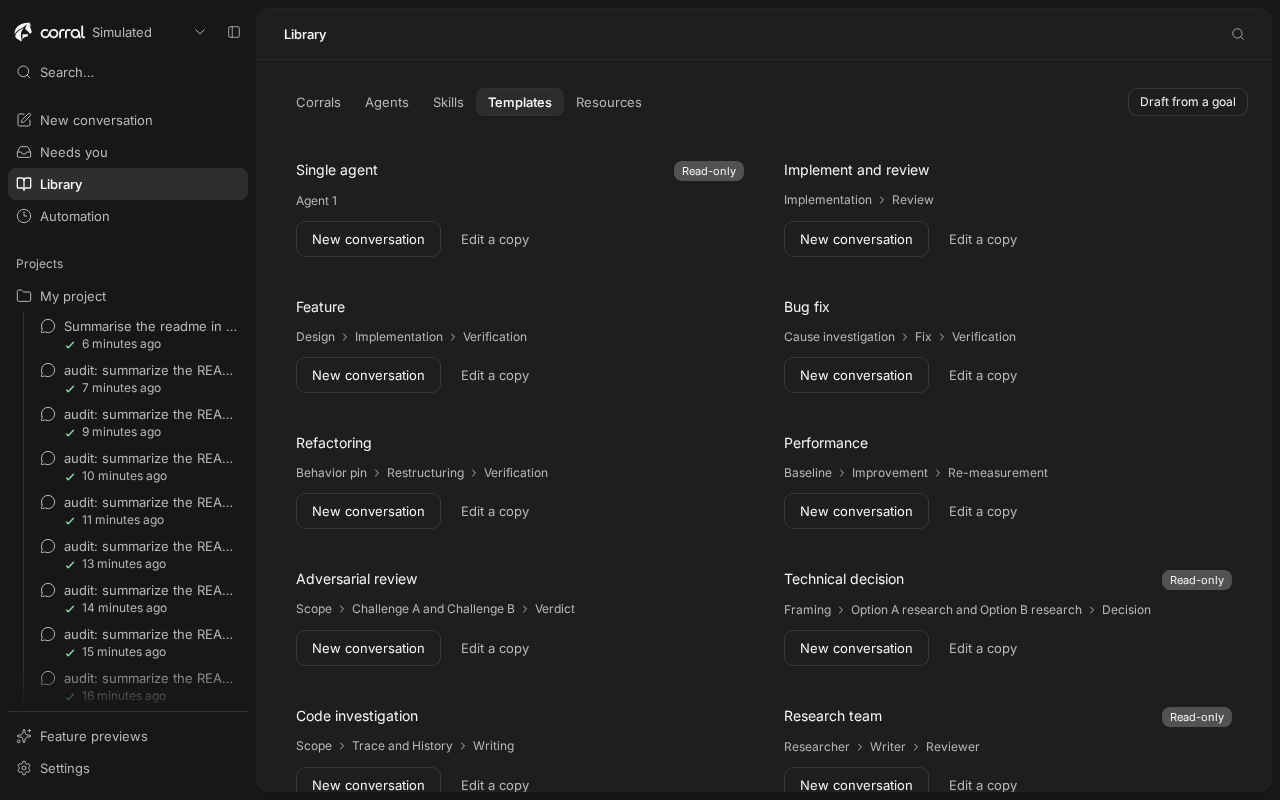 corral Simulated
Search...
New conversation
Needs you
Library
Automation
Projects
My project
Summarise the readme in ...
6 minutes ago
audit: summarize the REA...
7 minutes ago
audit: summarize the REA...
9 minutes ago
audit: summarize the REA...
10 minutes ago
audit: summarize the REA...
11 minutes ago
audit: summarize the REA...
13 minutes ago
audit: summarize the REA...
14 minutes ago
audit: summarize the REA...
15 minutes ago
audit: summarize the REA...
16 minutes ago
Feature previews
Settings
Library
Corrals Agents Skills Templates Resources
Draft from a goal
Single agent Read-only
Agent 1
New conversation Edit a copy
Implement and review
Implementation > Review
New conversation Edit a copy
Feature
Design > Implementation > Verification
New conversation Edit a copy
Bug fix
Cause investigation > Fix > Verification
New conversation Edit a copy
Refactoring
Behavior pin > Restructuring > Verification
New conversation Edit a copy
Performance
Baseline > Improvement > Re-measurement
New conversation Edit a copy
Adversarial review
Scope > Challenge A and Challenge B > Verdict
New conversation Edit a copy
Technical decision Read-only
Framing > Option A research and Option B research > Decision
New conversation Edit a copy
Code investigation
Scope > Trace and History > Writing
New conversation Edit a copy
Research team Read-only
Researcher > Writer > Reviewer
New conversation Edit a copy